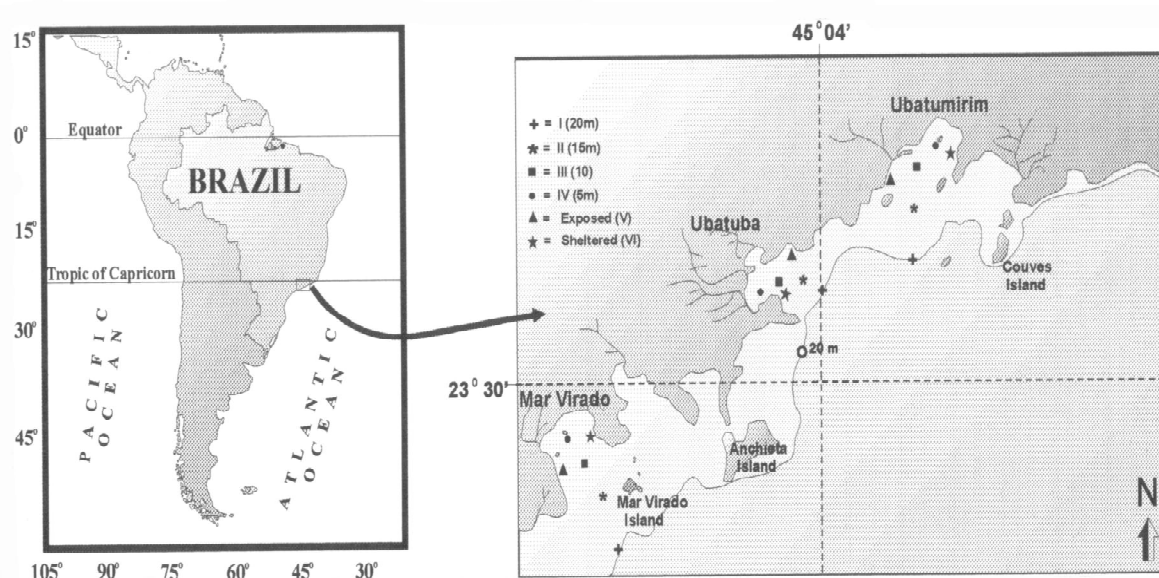 15°
0°
15°
30°
45°
Equator
BRAZIL
Tropic of Capricorn
PACIFIC
OCEAN
ATLANTIC
OCEAN
105° 90° 75° 60° 45° 30°
45° 04'
+ = I (20m)
* = II (15m)
■ = III (10)
● = IV (5m)
▲ = Exposed (V)
★ = Sheltered (VI)
Ubatumirim
Ubatuba
Couves
Island
20 m
23° 30'
Mar Virado
Anchieta
Island
Mar Virado
Island
N